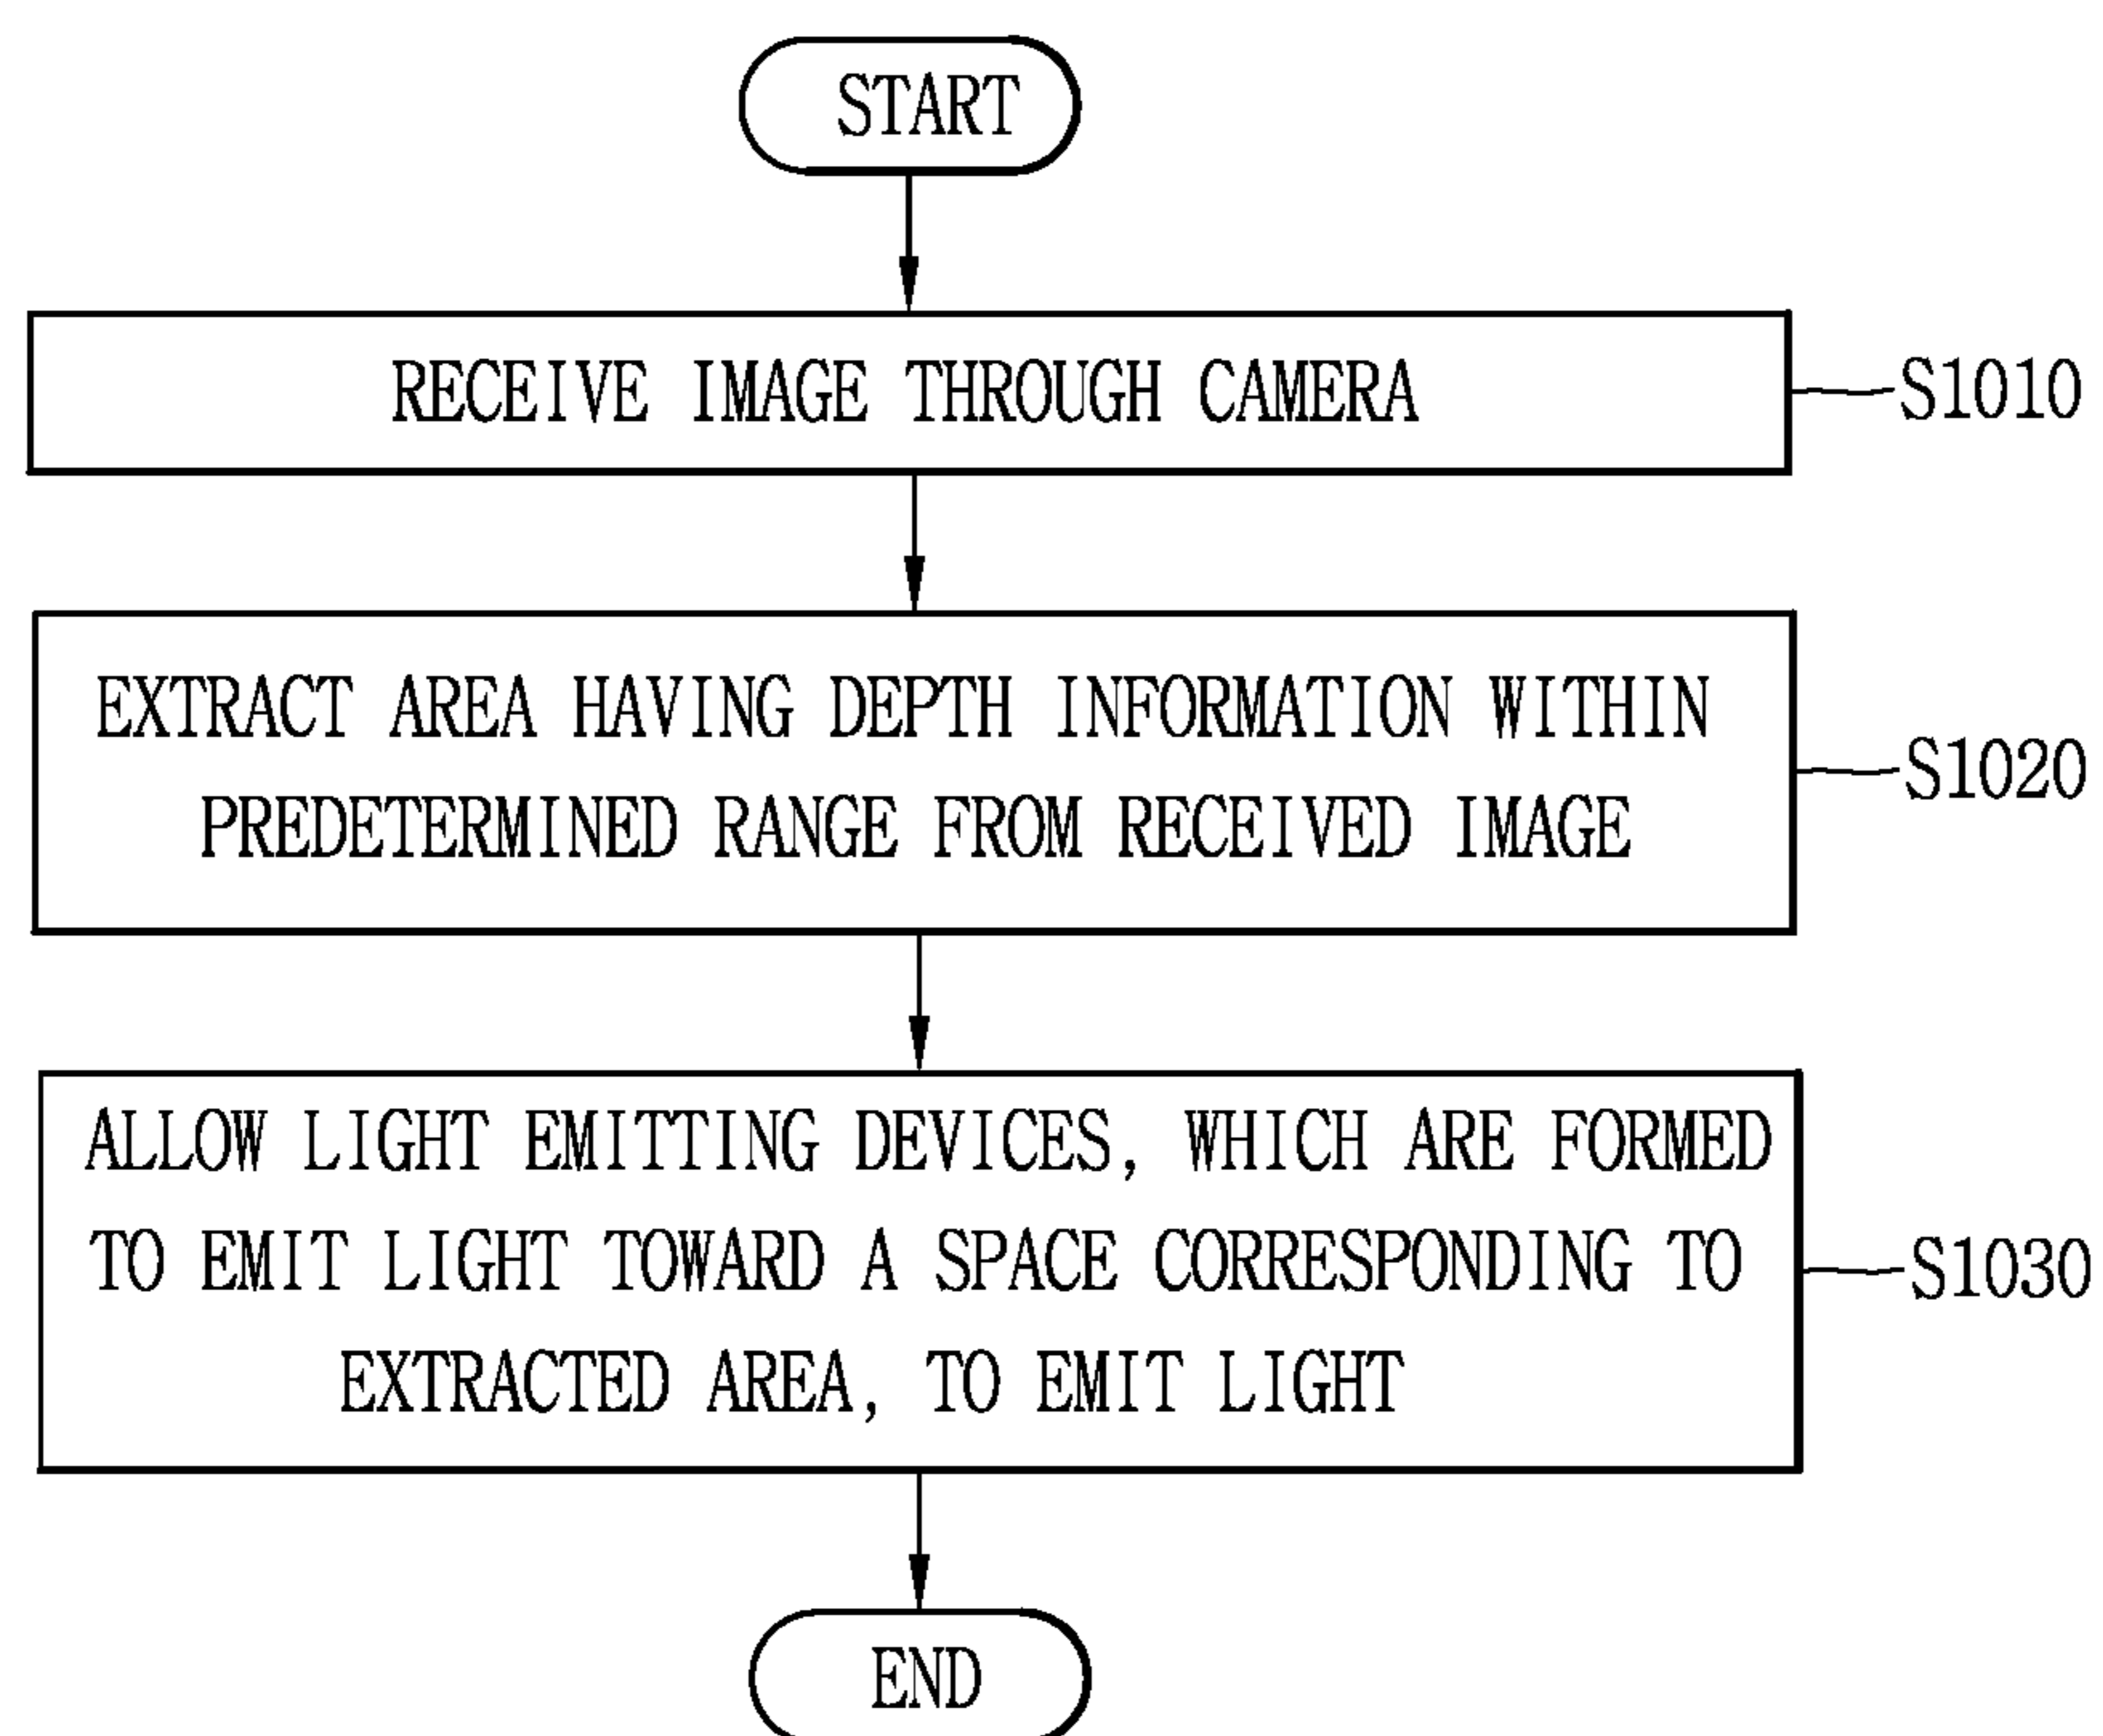 START
RECEIVE IMAGE THROUGH CAMERA
S1010
EXTRACT AREA HAVING DEPTH INFORMATION WITHIN
PREDETERMINED RANGE FROM RECEIVED IMAGE
S1020
ALLOW LIGHT EMITTING DEVICES, WHICH ARE FORMED
TO EMIT LIGHT TOWARD A SPACE CORRESPONDING TO
EXTRACTED AREA, TO EMIT LIGHT
S1030
END